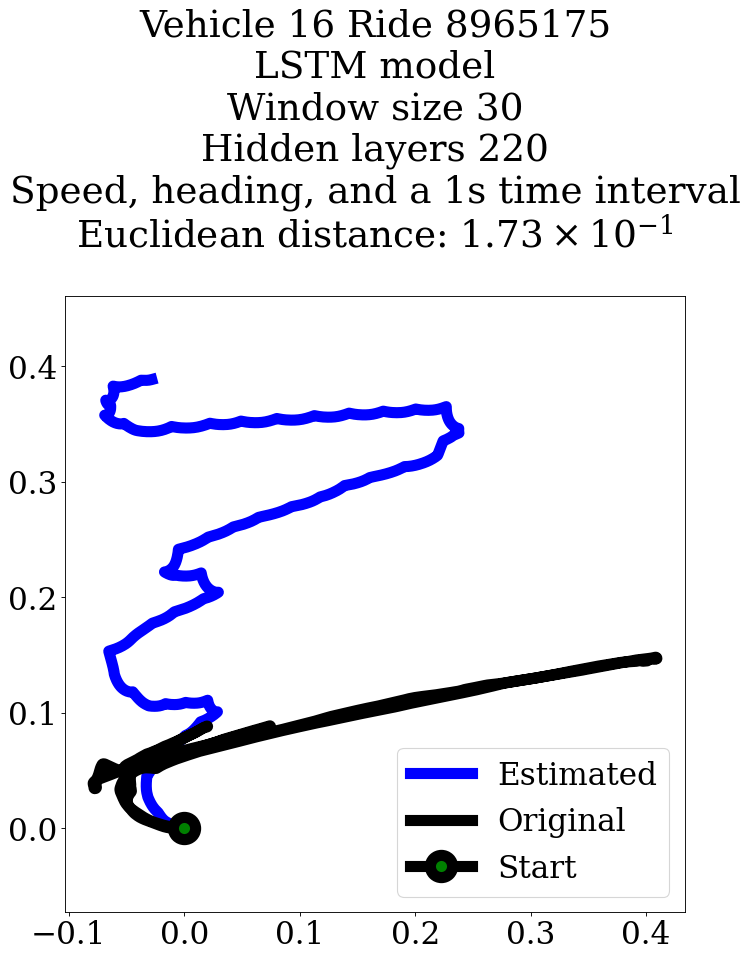 Vehicle 16 Ride 8965175
LSTM model
Window size 30
Hidden layers 220
Speed, heading, and a 1s time interval
Euclidean distance: 1.73 × 10⁻¹
0.4
0.3
0.2
0.1
0.0
Estimated
Original
Start
−0.1 0.0 0.1 0.2 0.3 0.4